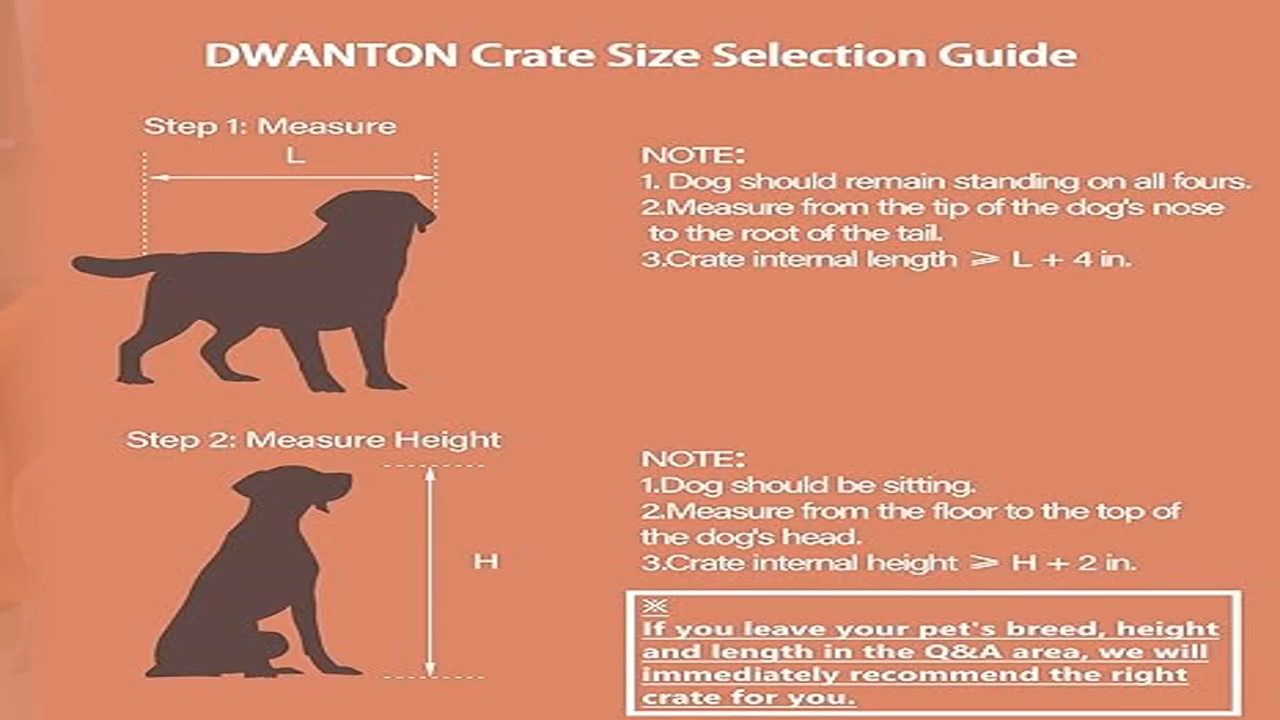 DWANTON Crate Size Selection Guide
Step 1: Measure
L
NOTE:
1. Dog should remain standing on all fours.
2.Measure from the tip of the dog's nose
to the root of the tail.
3.Crate internal length ⩾ L + 4 in.
Step 2: Measure Height
H
NOTE:
1.Dog should be sitting.
2.Measure from the floor to the top of
the dog's head.
3.Crate internal height ⩾ H + 2 in.
※
If you leave your pet's breed, height
and length in the Q&A area, we will
immediately recommend the right
crate for you.